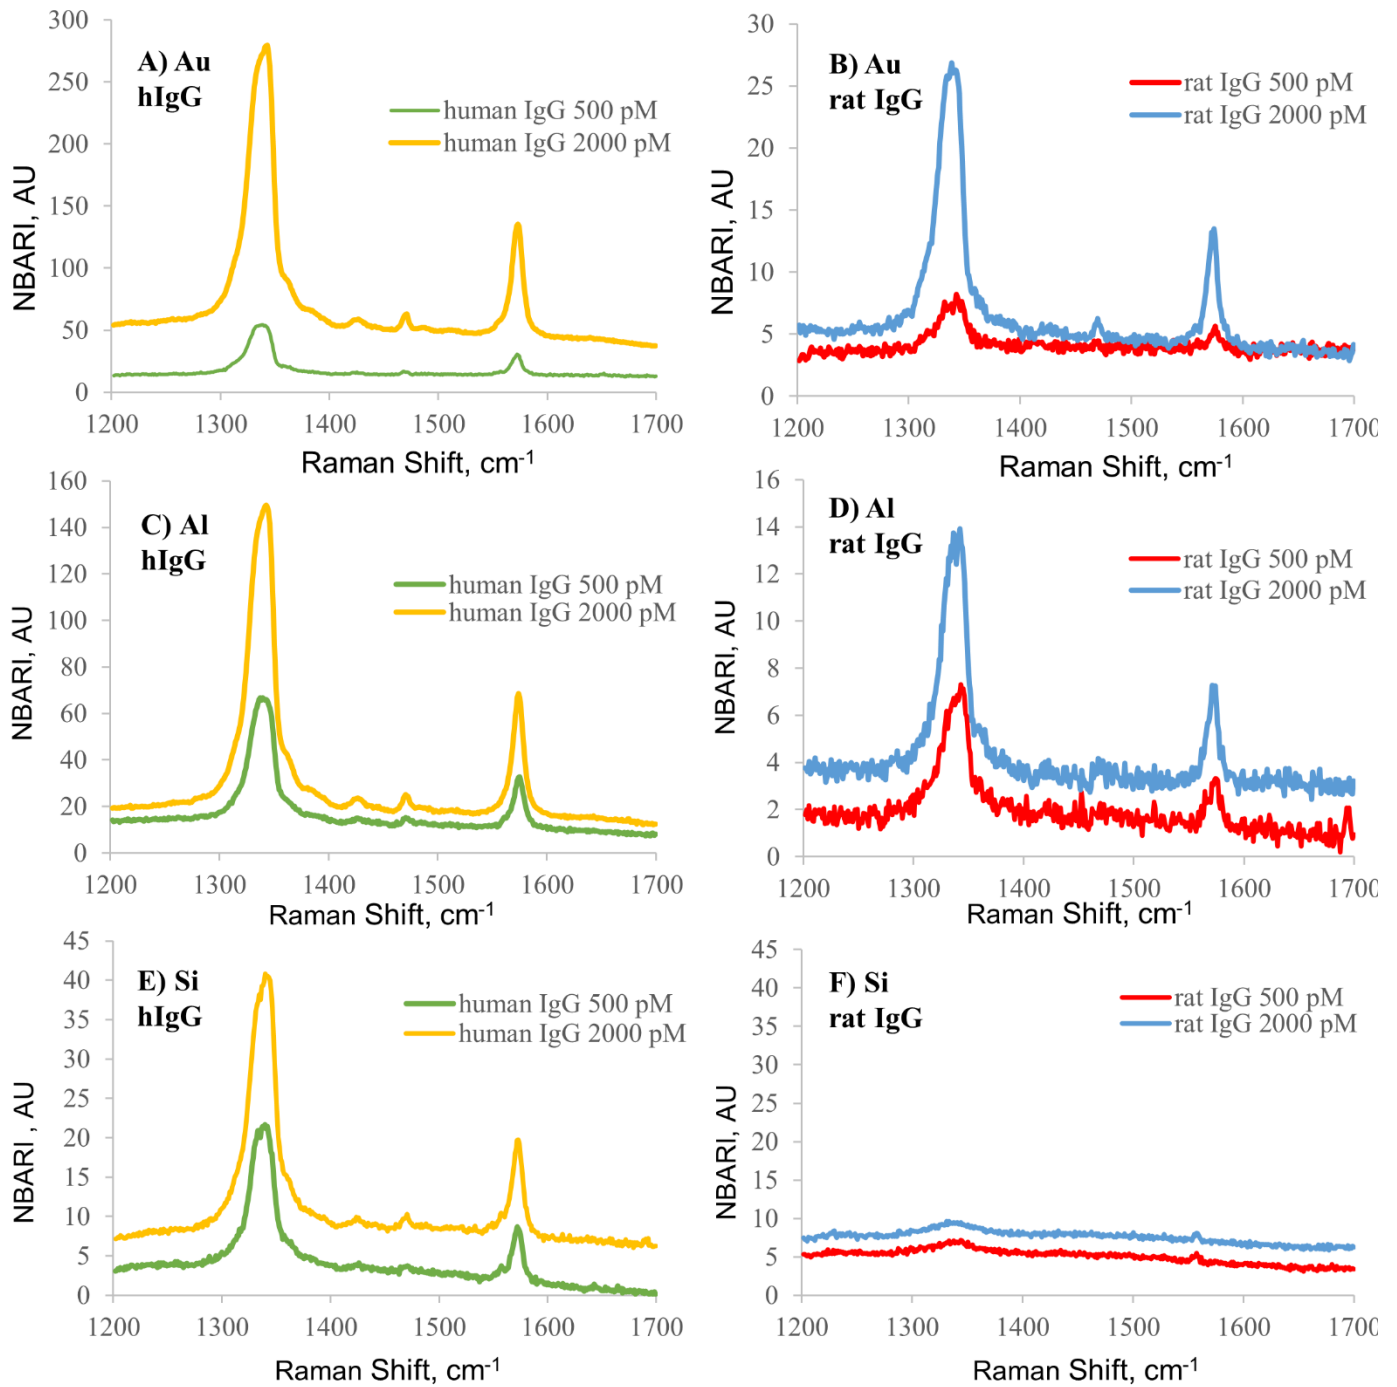 A) Au
hIgG
human IgG 500 pM
human IgG 2000 pM
NBARI, AU
300
250
200
150
100
50
0
1200 1300 1400 1500 1600 1700
Raman Shift, cm-1
B) Au
rat IgG
rat IgG 500 pM
rat IgG 2000 pM
NBARI, AU
30
25
20
15
10
5
0
1200 1300 1400 1500 1600 1700
Raman Shift, cm-1
C) Al
hIgG
human IgG 500 pM
human IgG 2000 pM
NBARI, AU
160
140
120
100
80
60
40
20
0
1200 1300 1400 1500 1600 1700
Raman Shift, cm-1
D) Al
rat IgG
rat IgG 500 pM
rat IgG 2000 pM
NBARI, AU
16
14
12
10
8
6
4
2
0
1200 1300 1400 1500 1600 1700
Raman Shift, cm-1
E) Si
hIgG
human IgG 500 pM
human IgG 2000 pM
NBARI , AU
45
40
35
30
25
20
15
10
5
0
1200 1300 1400 1500 1600 1700
Raman Shift, cm-1
F) Si
rat IgG
rat IgG 500 pM
rat IgG 2000 pM
NBARI, AU
45
40
35
30
25
20
15
10
5
0
1200 1300 1400 1500 1600 1700
Raman Shift, cm-1